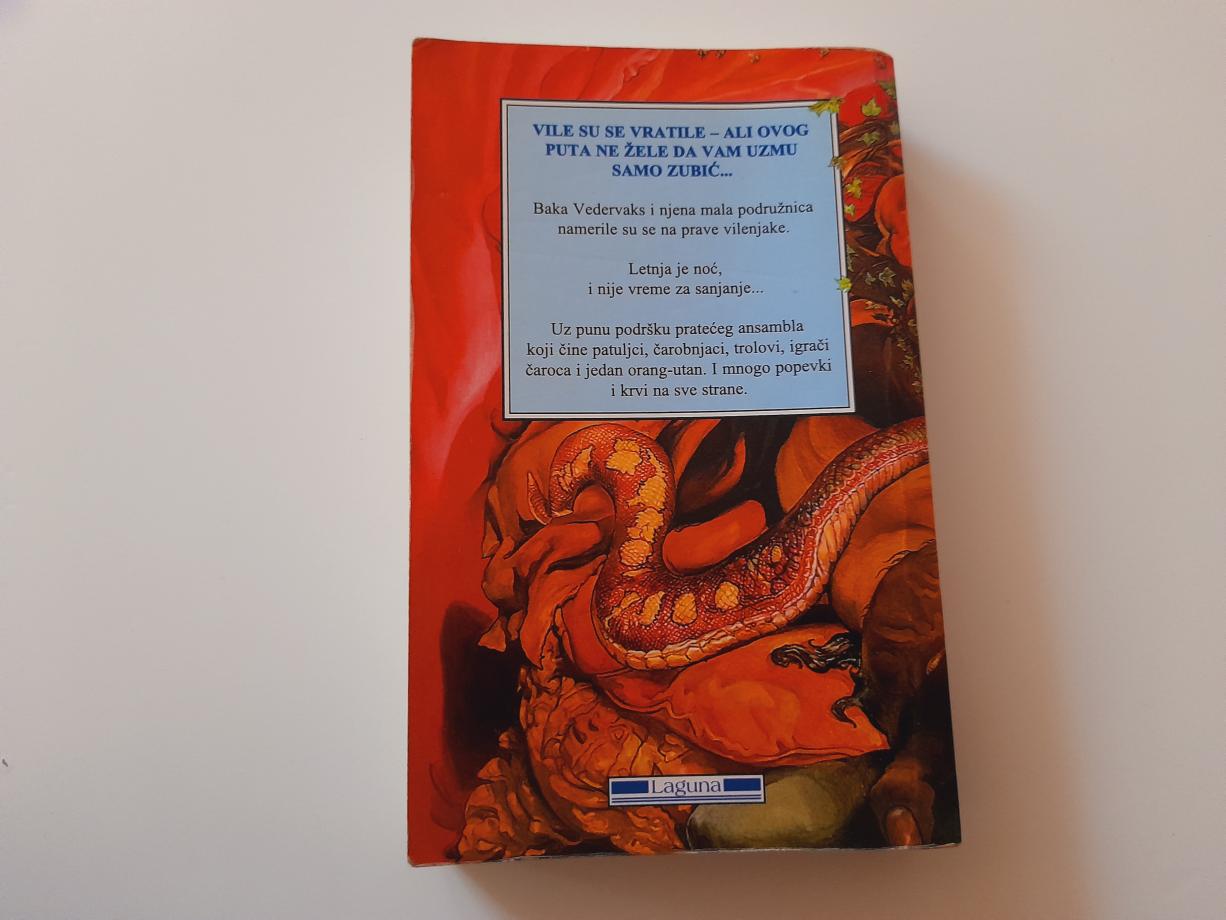 VILE SU SE VRATILE – ALI OVOG
PUTA NE ŽELE DA VAM UZMU
SAMO ZUBIĆ...
Baka Vedervaks i njena mala podružnica
namerile su se na prave vilenjake.
Letnja je noć,
i nije vreme za sanjanje...
Uz punu podršku pratećeg ansambla
koji čine patuljci, čarobnjaci, trolovi, igrači
čaroca i jedan orang-utan. I mnogo popevki
i krvi na sve strane.
Laguna